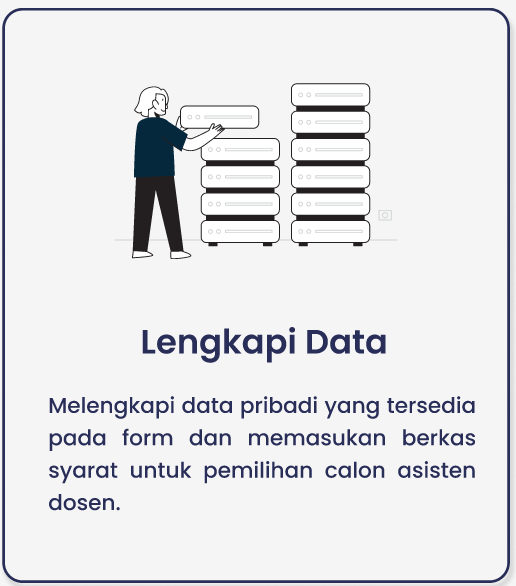 Lengkapi Data
Melengkapi data pribadi yang tersedia
pada form dan memasukan berkas
syarat untuk pemilihan calon asisten
dosen.